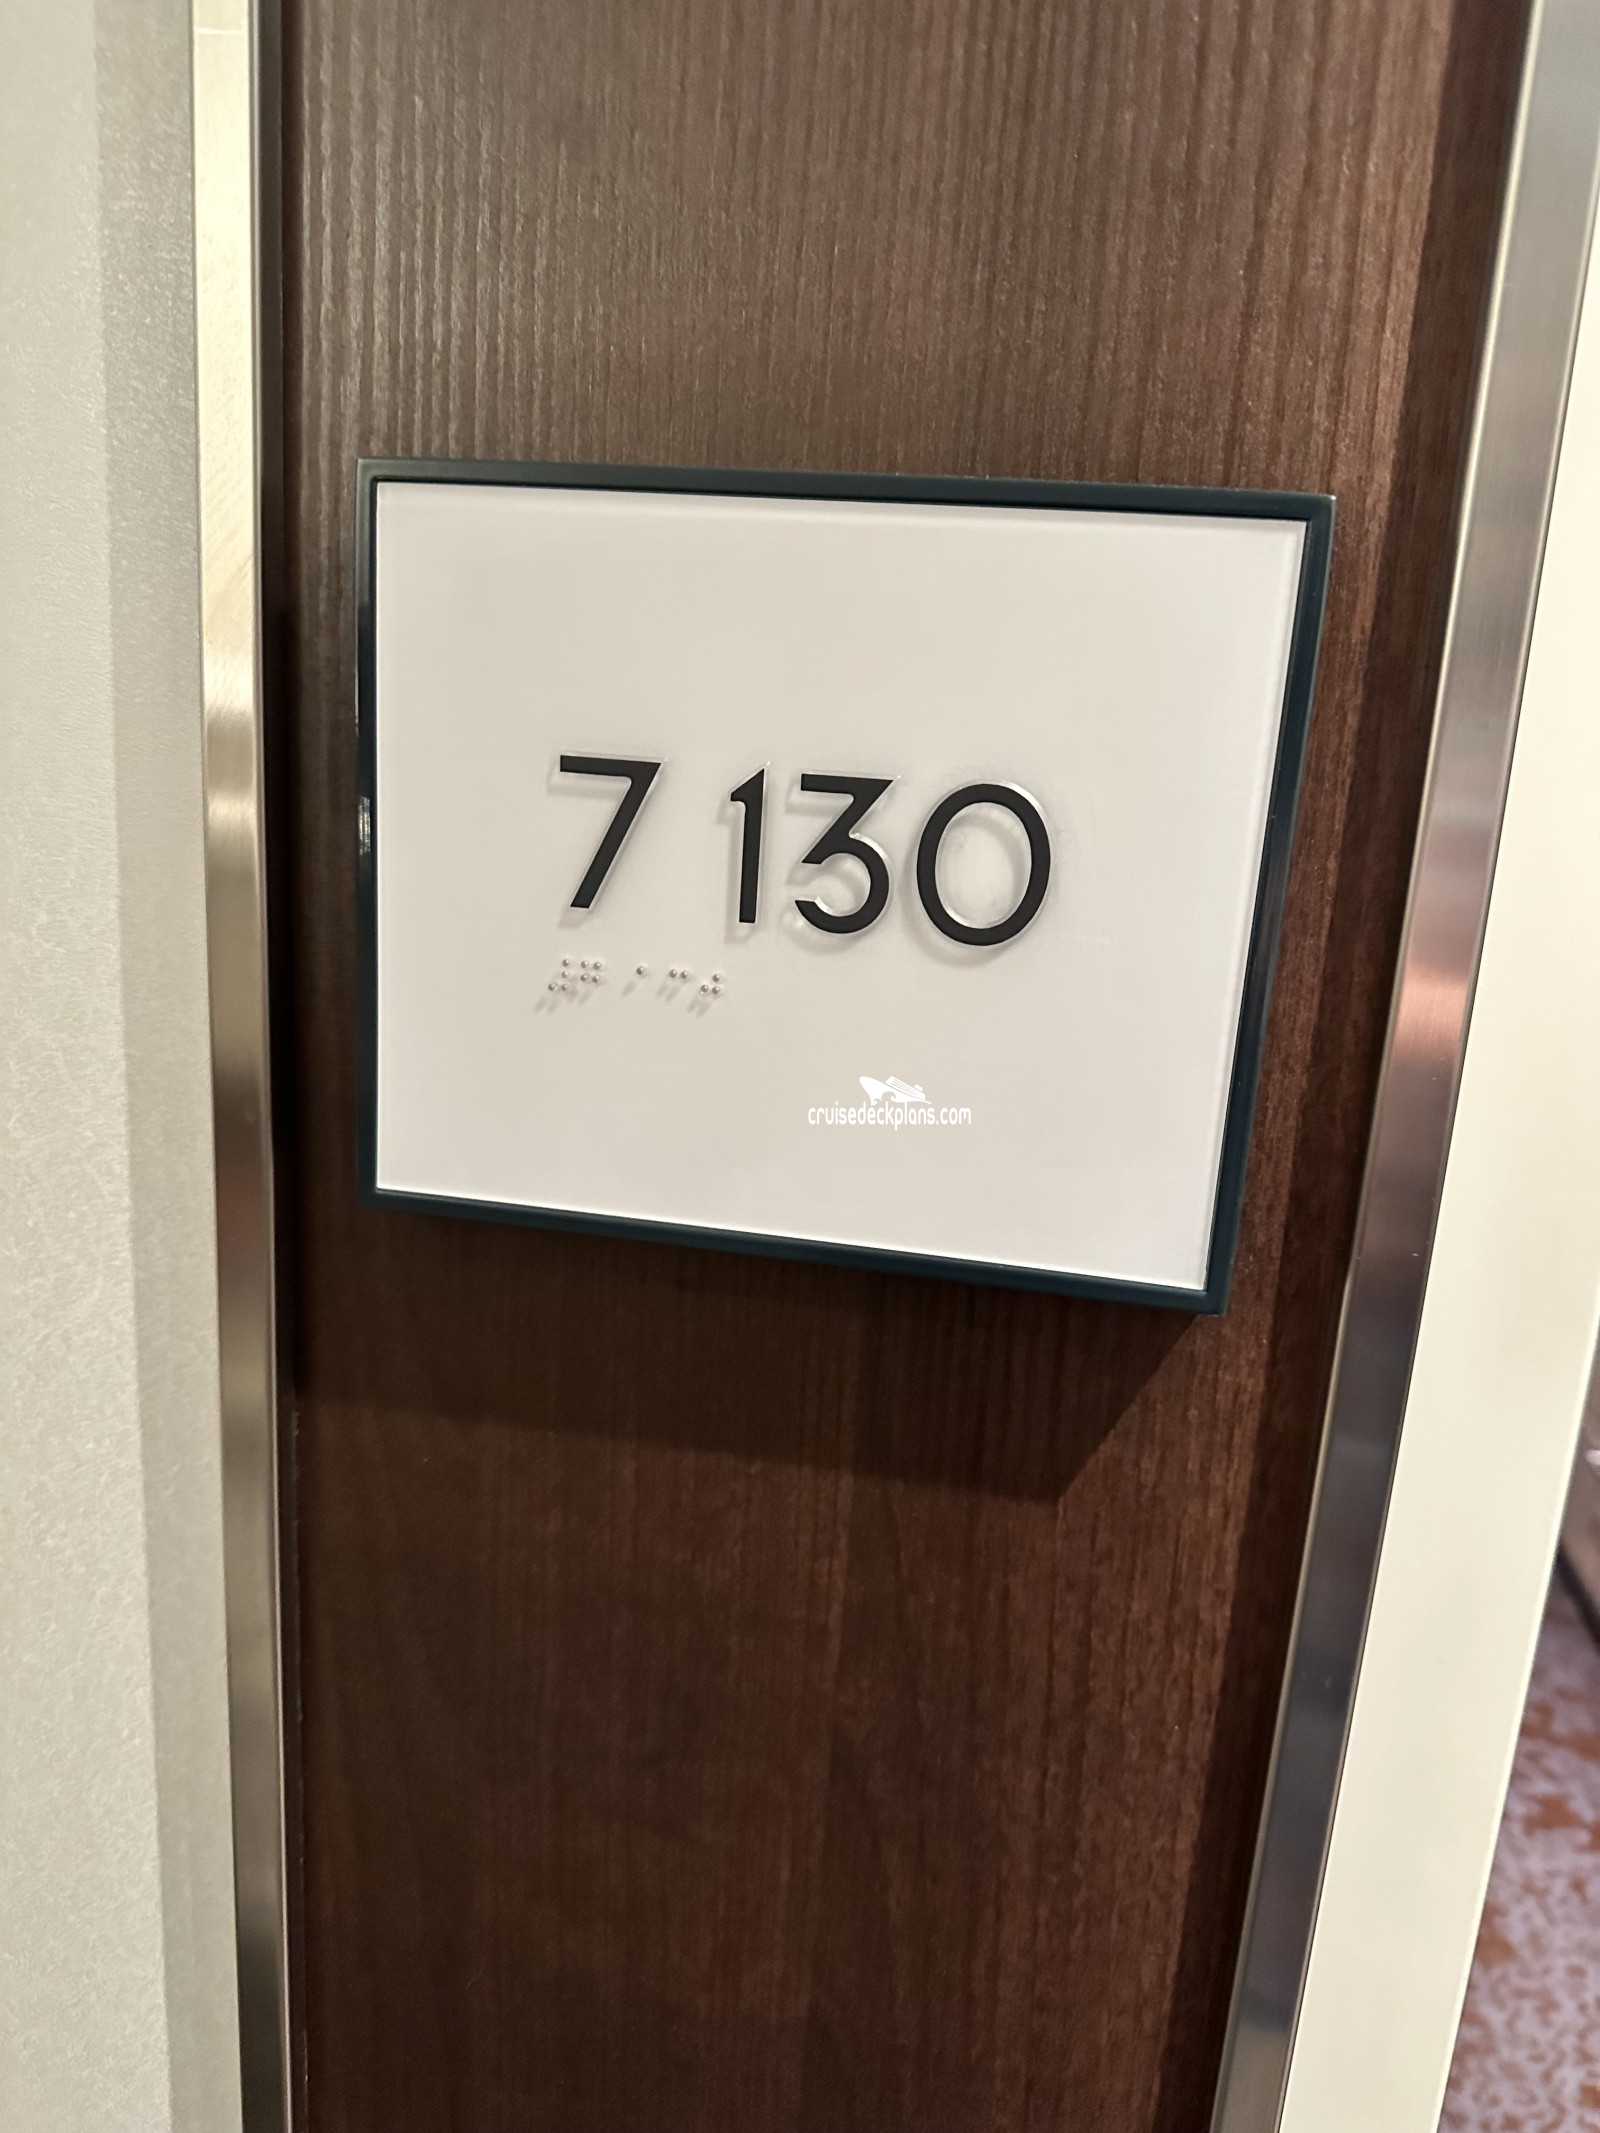 7 130
⠼⠛⠁⠉⠚
cruisedeckplans.com